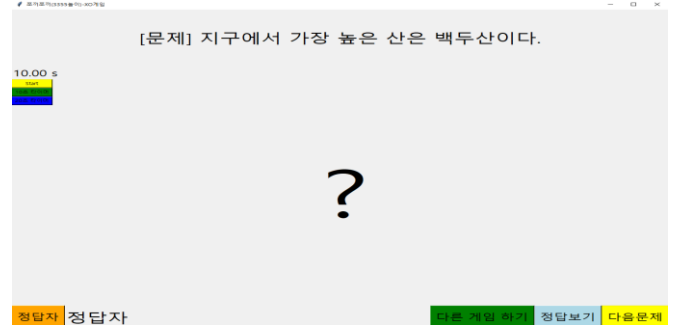 [문제] 지구에서 가장 높은 산은 백두산이다.
10.00 s
START
?
정답자 정답자
다른 게임 하기 정답보기 다음문제